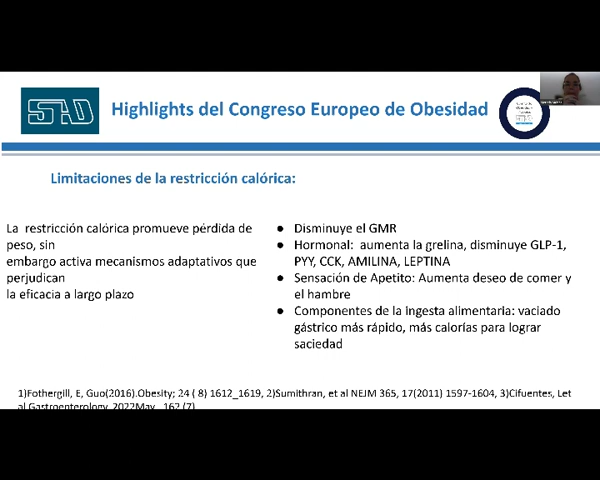 SAD
Highlights del Congreso Europeo de Obesidad
Limitaciones de la restricción calórica:
La restricción calórica promueve pérdida de
peso, sin
embargo activa mecanismos adaptativos que
perjudican
la eficacia a largo plazo
● Disminuye el GMR
● Hormonal: aumenta la grelina, disminuye GLP-1,
PYY, CCK, AMILINA, LEPTINA
● Sensación de Apetito: Aumenta deseo de comer y
el hambre
● Componentes de la ingesta alimentaria: vaciado
gástrico más rápido, más calorías para lograr
saciedad
1)Fothergill, E, Guo(2016).Obesity; 24 ( 8) 1612_1619, 2)Sumithran, et al NEJM 365, 17(2011) 1597-1604, 3)Cifuentes, Let
al Gastroenterology. 2022May . 162 (7)